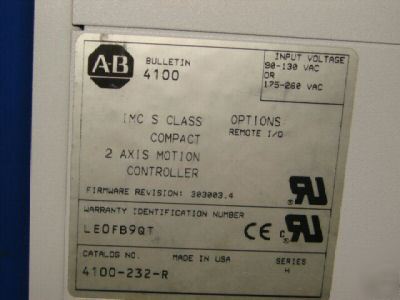 A-B
BULLETIN
4100
INPUT VOLTAGE
90-130 VAC
OR
175-260 VAC
IMC S CLASS
COMPACT
2 AXIS MOTION
CONTROLLER
OPTIONS
REMOTE I/O
FIRMWARE REVISION: 303003.4
WARRANTY IDENTIFICATION NUMBER
LEOFB9QT
CE
CATALOG NO.
MADE IN USA
SERIES
4100-232-R
H